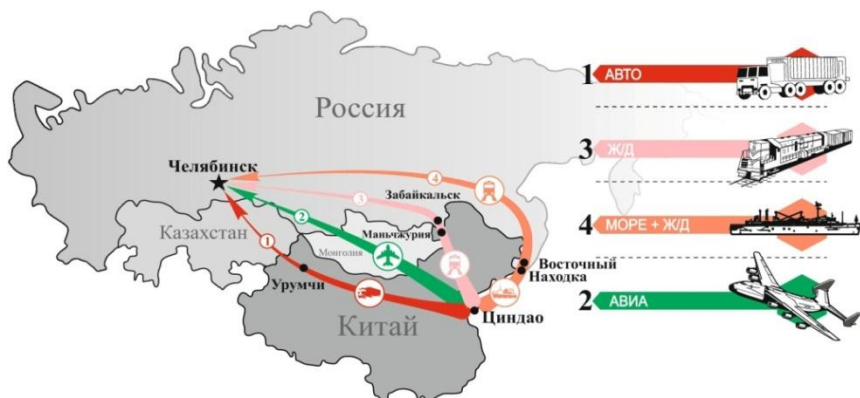 Россия
Челябинск
Забайкальск
Казахстан
Маньчжурия
Монголия
Восточный
Находка
Урумчи
Циндао
Китай
4
3
2
1
1 АВТО
3 Ж/Д
4 МОРЕ + Ж/Д
2 АВИА